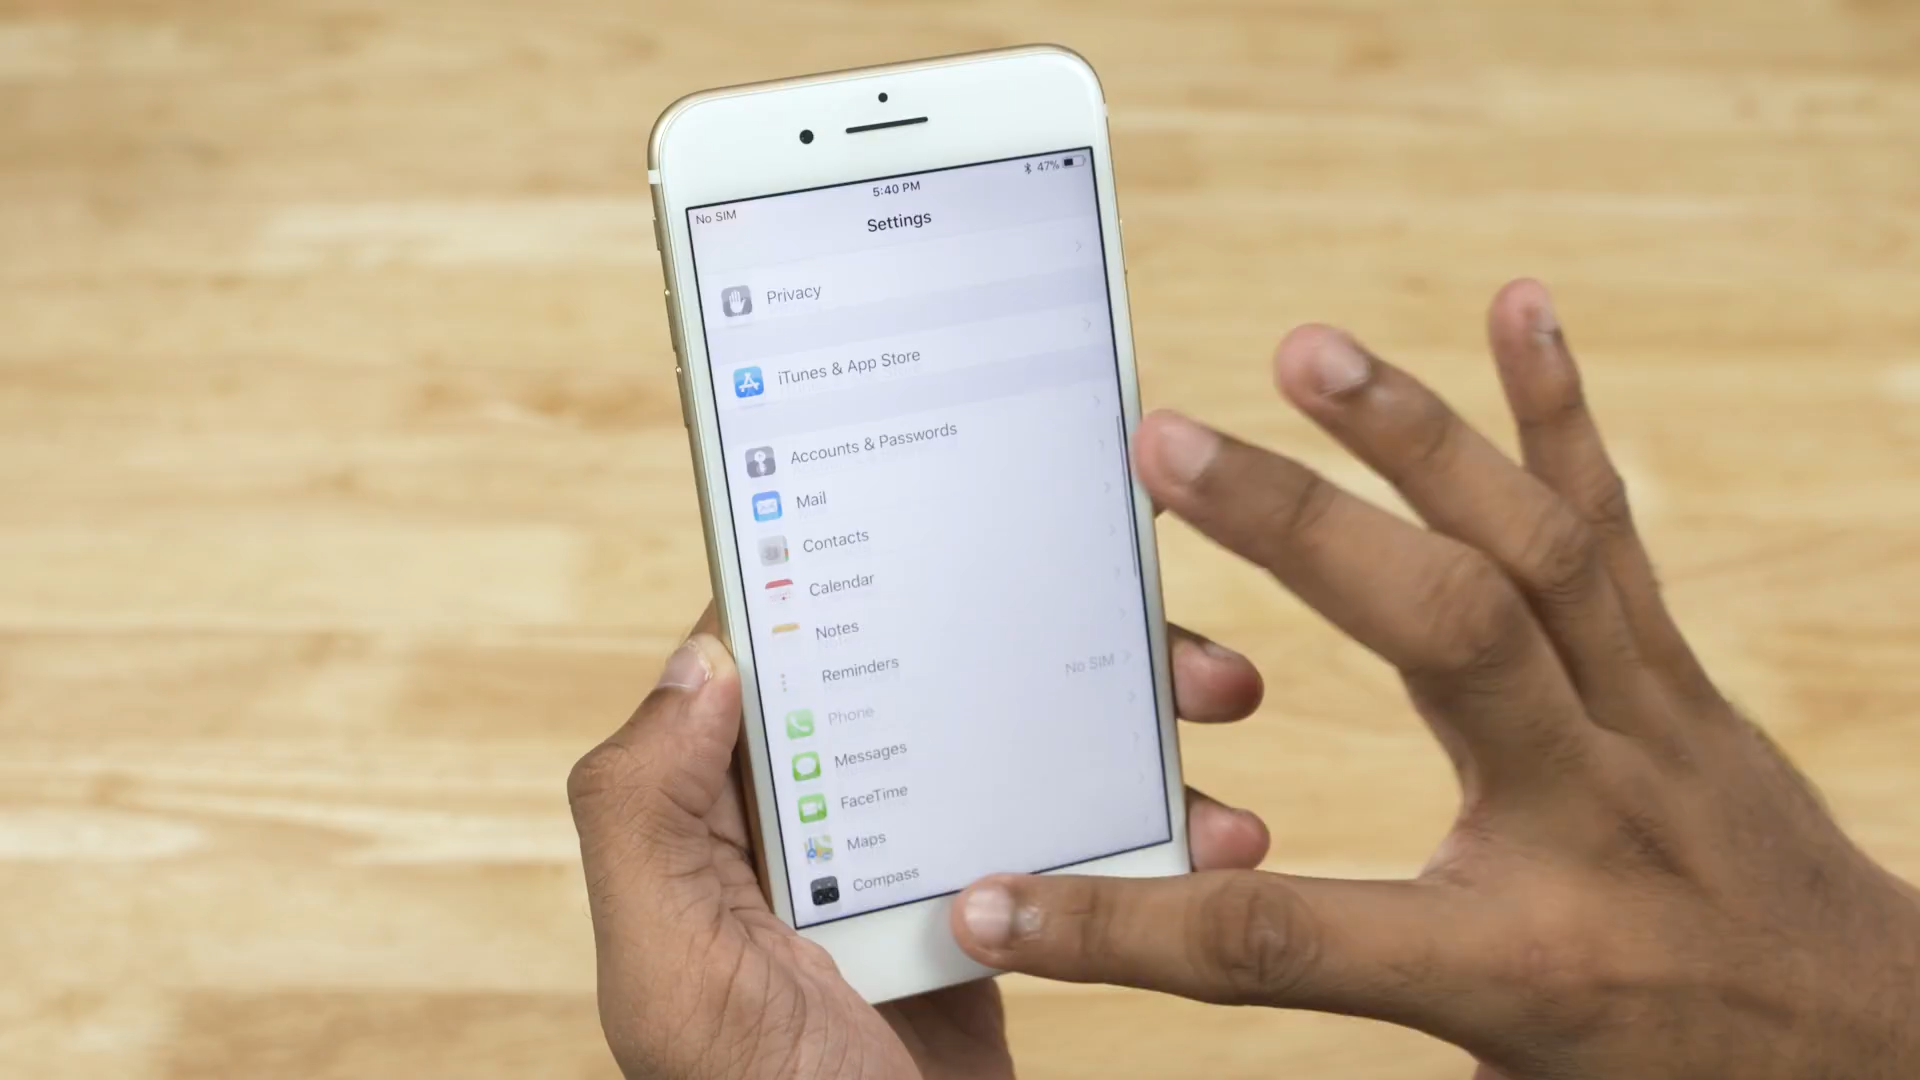 No SIM 5:40 PM 47%
Settings
Privacy
iTunes & App Store
Accounts & Passwords
Mail
Contacts
Calendar
Notes
Reminders
Phone No SIM
Messages
FaceTime
Maps
Compass